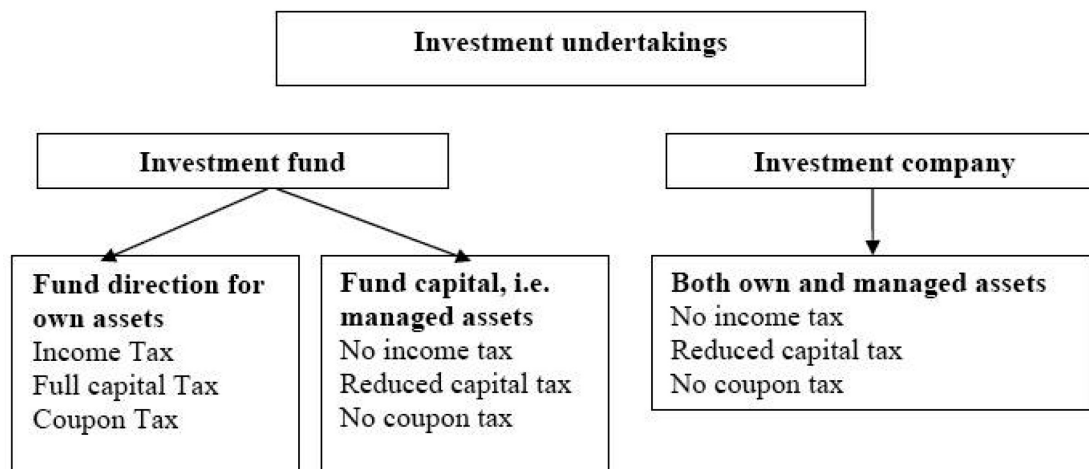 Investment undertakings
Investment fund
Investment company
Fund direction for
own assets
Income Tax
Full capital Tax
Coupon Tax
Fund capital, i.e.
managed assets
No income tax
Reduced capital tax
No coupon tax
Both own and managed assets
No income tax
Reduced capital tax
No coupon tax